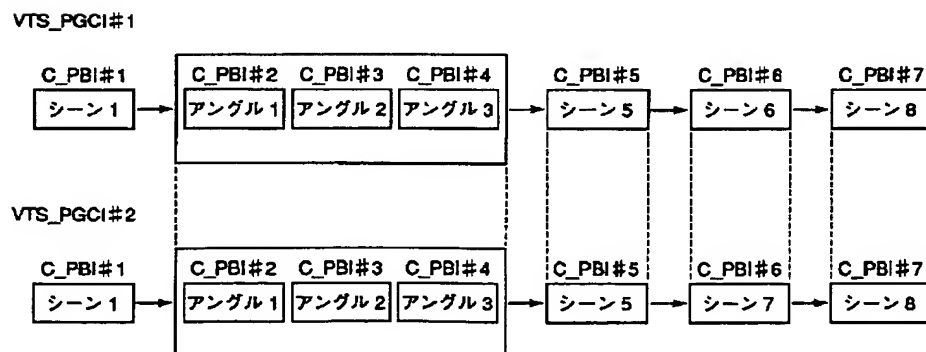 VTS_PGCI#1
C_PBI#1 C_PBI#2 C_PBI#3 C_PBI#4 C_PBI#5 C_PBI#6 C_PBI#7
シーン1 アングル1 アングル2 アングル3 シーン5 シーン6 シーン8
VTS_PGCI#2
C_PBI#1 C_PBI#2 C_PBI#3 C_PBI#4 C_PBI#5 C_PBI#6 C_PBI#7
シーン1 アングル1 アングル2 アングル3 シーン5 シーン7 シーン8